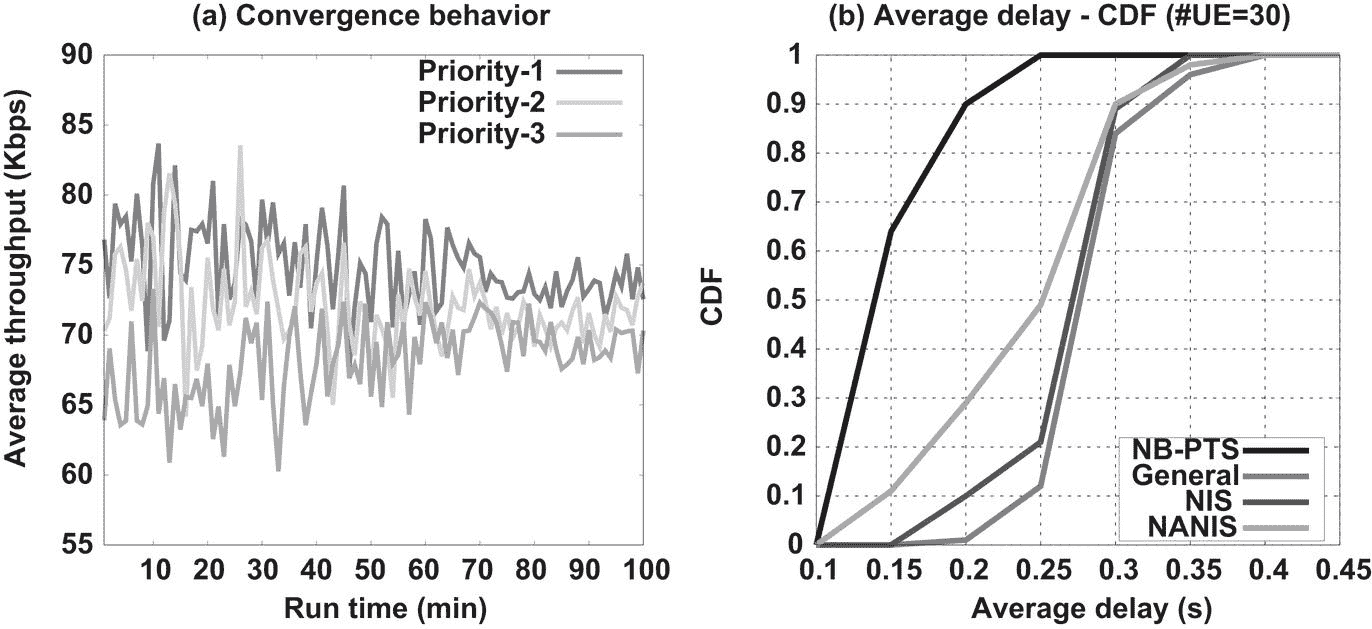 (a) Convergence behavior
90
85
80
75
70
65
60
55
Average throughput (Kbps)
Priority-1
Priority-2
Priority-3
10 20 30 40 50 60 70 80 90 100
Run time (min)
(b) Average delay - CDF (#UE=30)
1
0.9
0.8
0.7
0.6
0.5
0.4
0.3
0.2
0.1
0
CDF
NB-PTS
General
NIS
NANIS
0.1 0.15 0.2 0.25 0.3 0.35 0.4 0.45
Average delay (s)